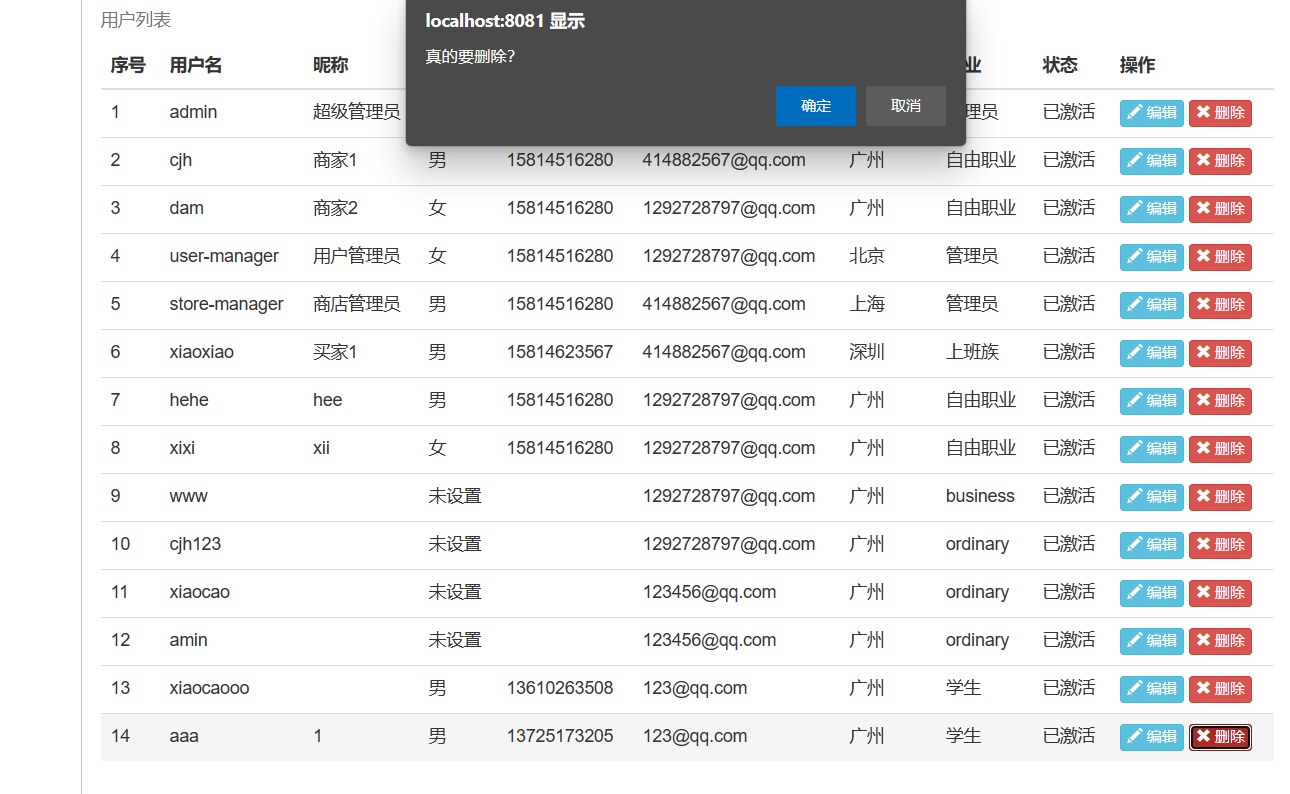 用户列表
localhost:8081 显示
真的要删除?
确定 取消
序号 用户名 昵称 业 状态 操作
1 admin 超级管理员 理员 已激活 编辑 删除
2 cjh 商家1 男 15814516280 414882567@qq.com 广州 自由职业 已激活 编辑 删除
3 dam 商家2 女 15814516280 1292728797@qq.com 广州 自由职业 已激活 编辑 删除
4 user-manager 用户管理员 女 15814516280 1292728797@qq.com 北京 管理员 已激活 编辑 删除
5 store-manager 商店管理员 男 15814516280 414882567@qq.com 上海 管理员 已激活 编辑 删除
6 xiaoxiao 买家1 男 15814623567 414882567@qq.com 深圳 上班族 已激活 编辑 删除
7 hehe hee 男 15814516280 1292728797@qq.com 广州 自由职业 已激活 编辑 删除
8 xixi xii 女 15814516280 1292728797@qq.com 广州 自由职业 已激活 编辑 删除
9 www 未设置 1292728797@qq.com 广州 business 已激活 编辑 删除
10 cjh123 未设置 1292728797@qq.com 广州 ordinary 已激活 编辑 删除
11 xiaocao 未设置 123456@qq.com 广州 ordinary 已激活 编辑 删除
12 amin 未设置 123456@qq.com 广州 ordinary 已激活 编辑 删除
13 xiaocaooo 男 13610263508 123@qq.com 广州 学生 已激活 编辑 删除
14 aaa 1 男 13725173205 123@qq.com 广州 学生 已激活 编辑 删除